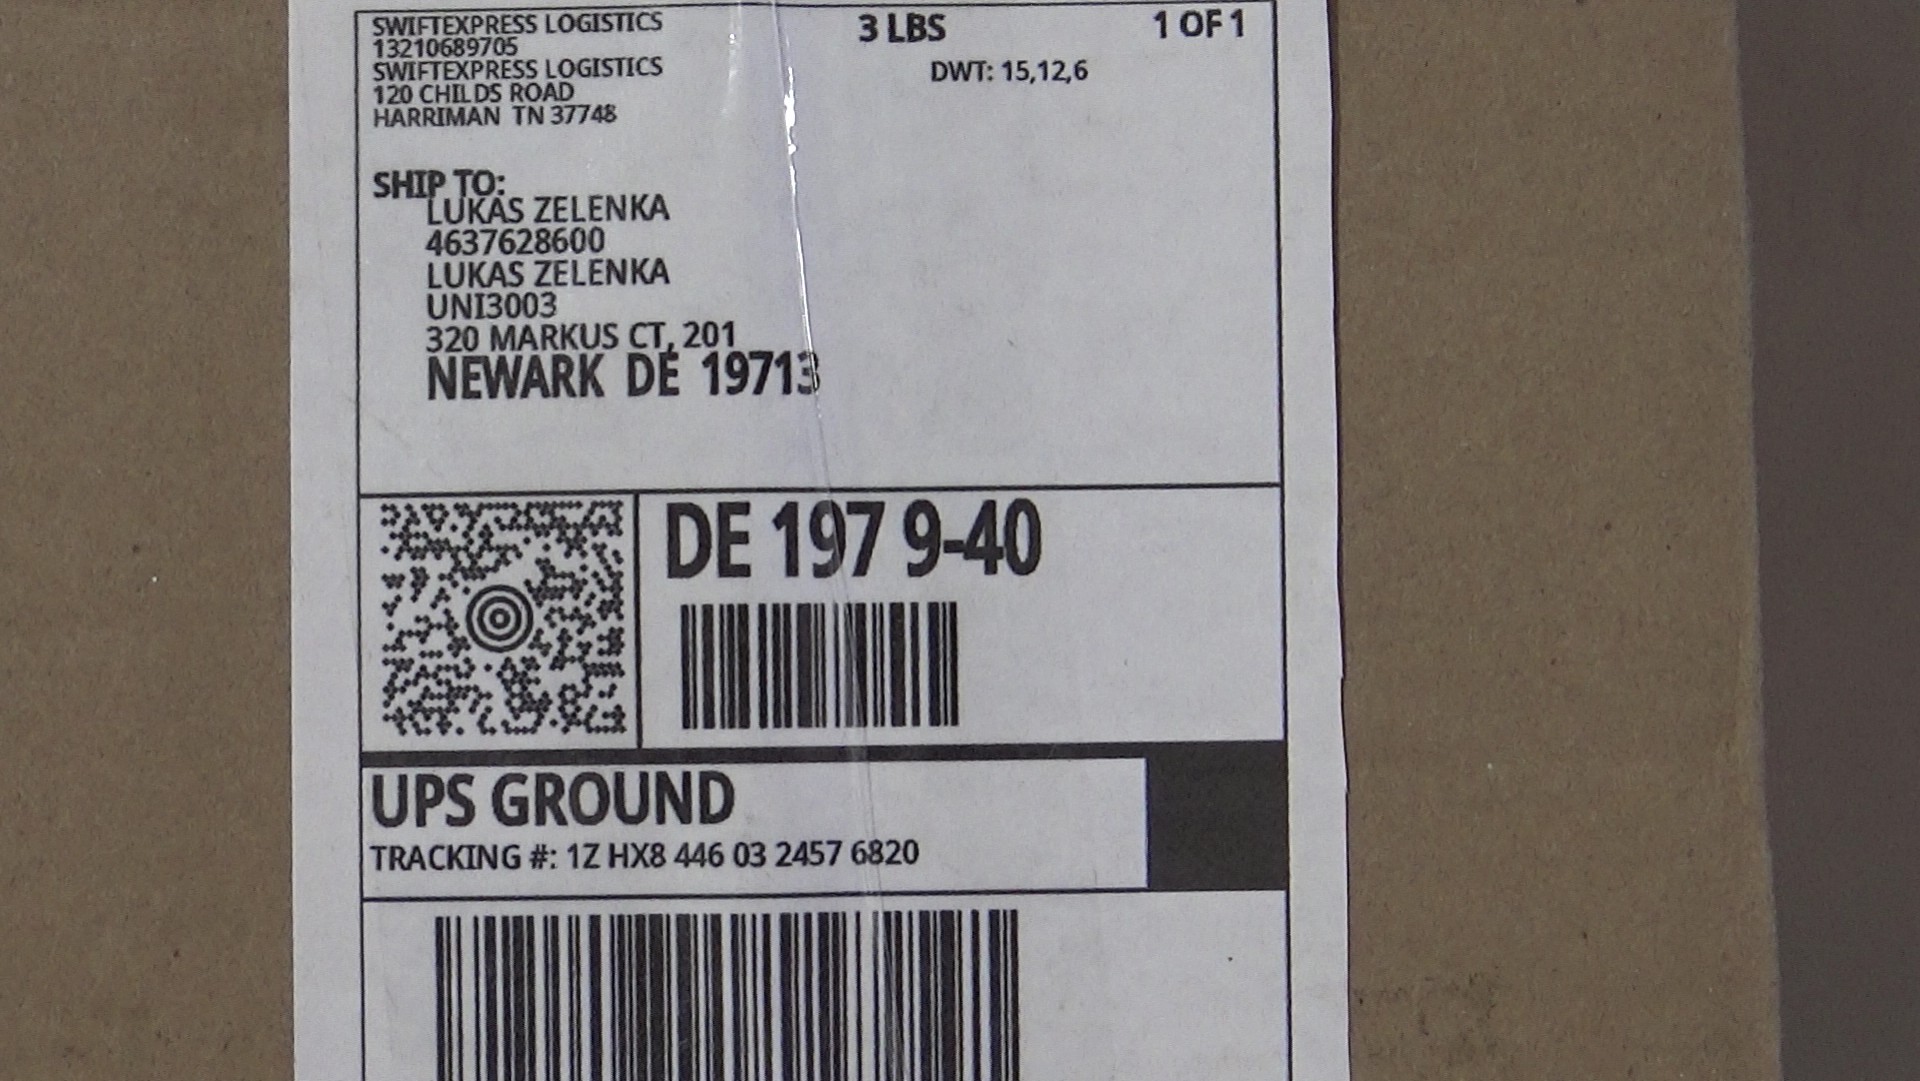 SWIFTEXPRESS LOGISTICS
13210689705
SWIFTEXPRESS LOGISTICS
120 CHILDS ROAD
HARRIMAN TN 37748
3 LBS
1 OF 1
DWT: 15,12,6
SHIP TO:
LUKAS ZELENKA
4637628600
LUKAS ZELENKA
UNI3003
320 MARKUS CT, 201
NEWARK DE 19713
DE 197 9-40
UPS GROUND
TRACKING #: 1Z HX8 446 03 2457 6820